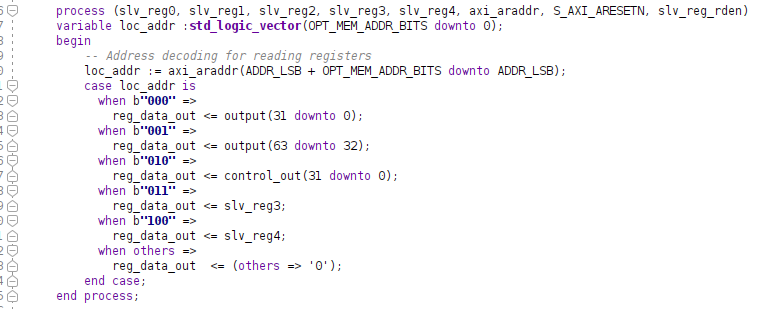 process (slv_reg0, slv_reg1, slv_reg2, slv_reg3, slv_reg4, axi_araddr, S_AXI_ARESETN, slv_reg_rden)
variable loc_addr :std_logic_vector(OPT_MEM_ADDR_BITS downto 0);
begin
-- Address decoding for reading registers
loc_addr := axi_araddr(ADDR_LSB + OPT_MEM_ADDR_BITS downto ADDR_LSB);
case loc_addr is
when b"000" =>
reg_data_out <= output(31 downto 0);
when b"001" =>
reg_data_out <= output(63 downto 32);
when b"010" =>
reg_data_out <= control_out(31 downto 0);
when b"011" =>
reg_data_out <= slv_reg3;
when b"100" =>
reg_data_out <= slv_reg4;
when others =>
reg_data_out  <= (others => '0');
end case;
end process;